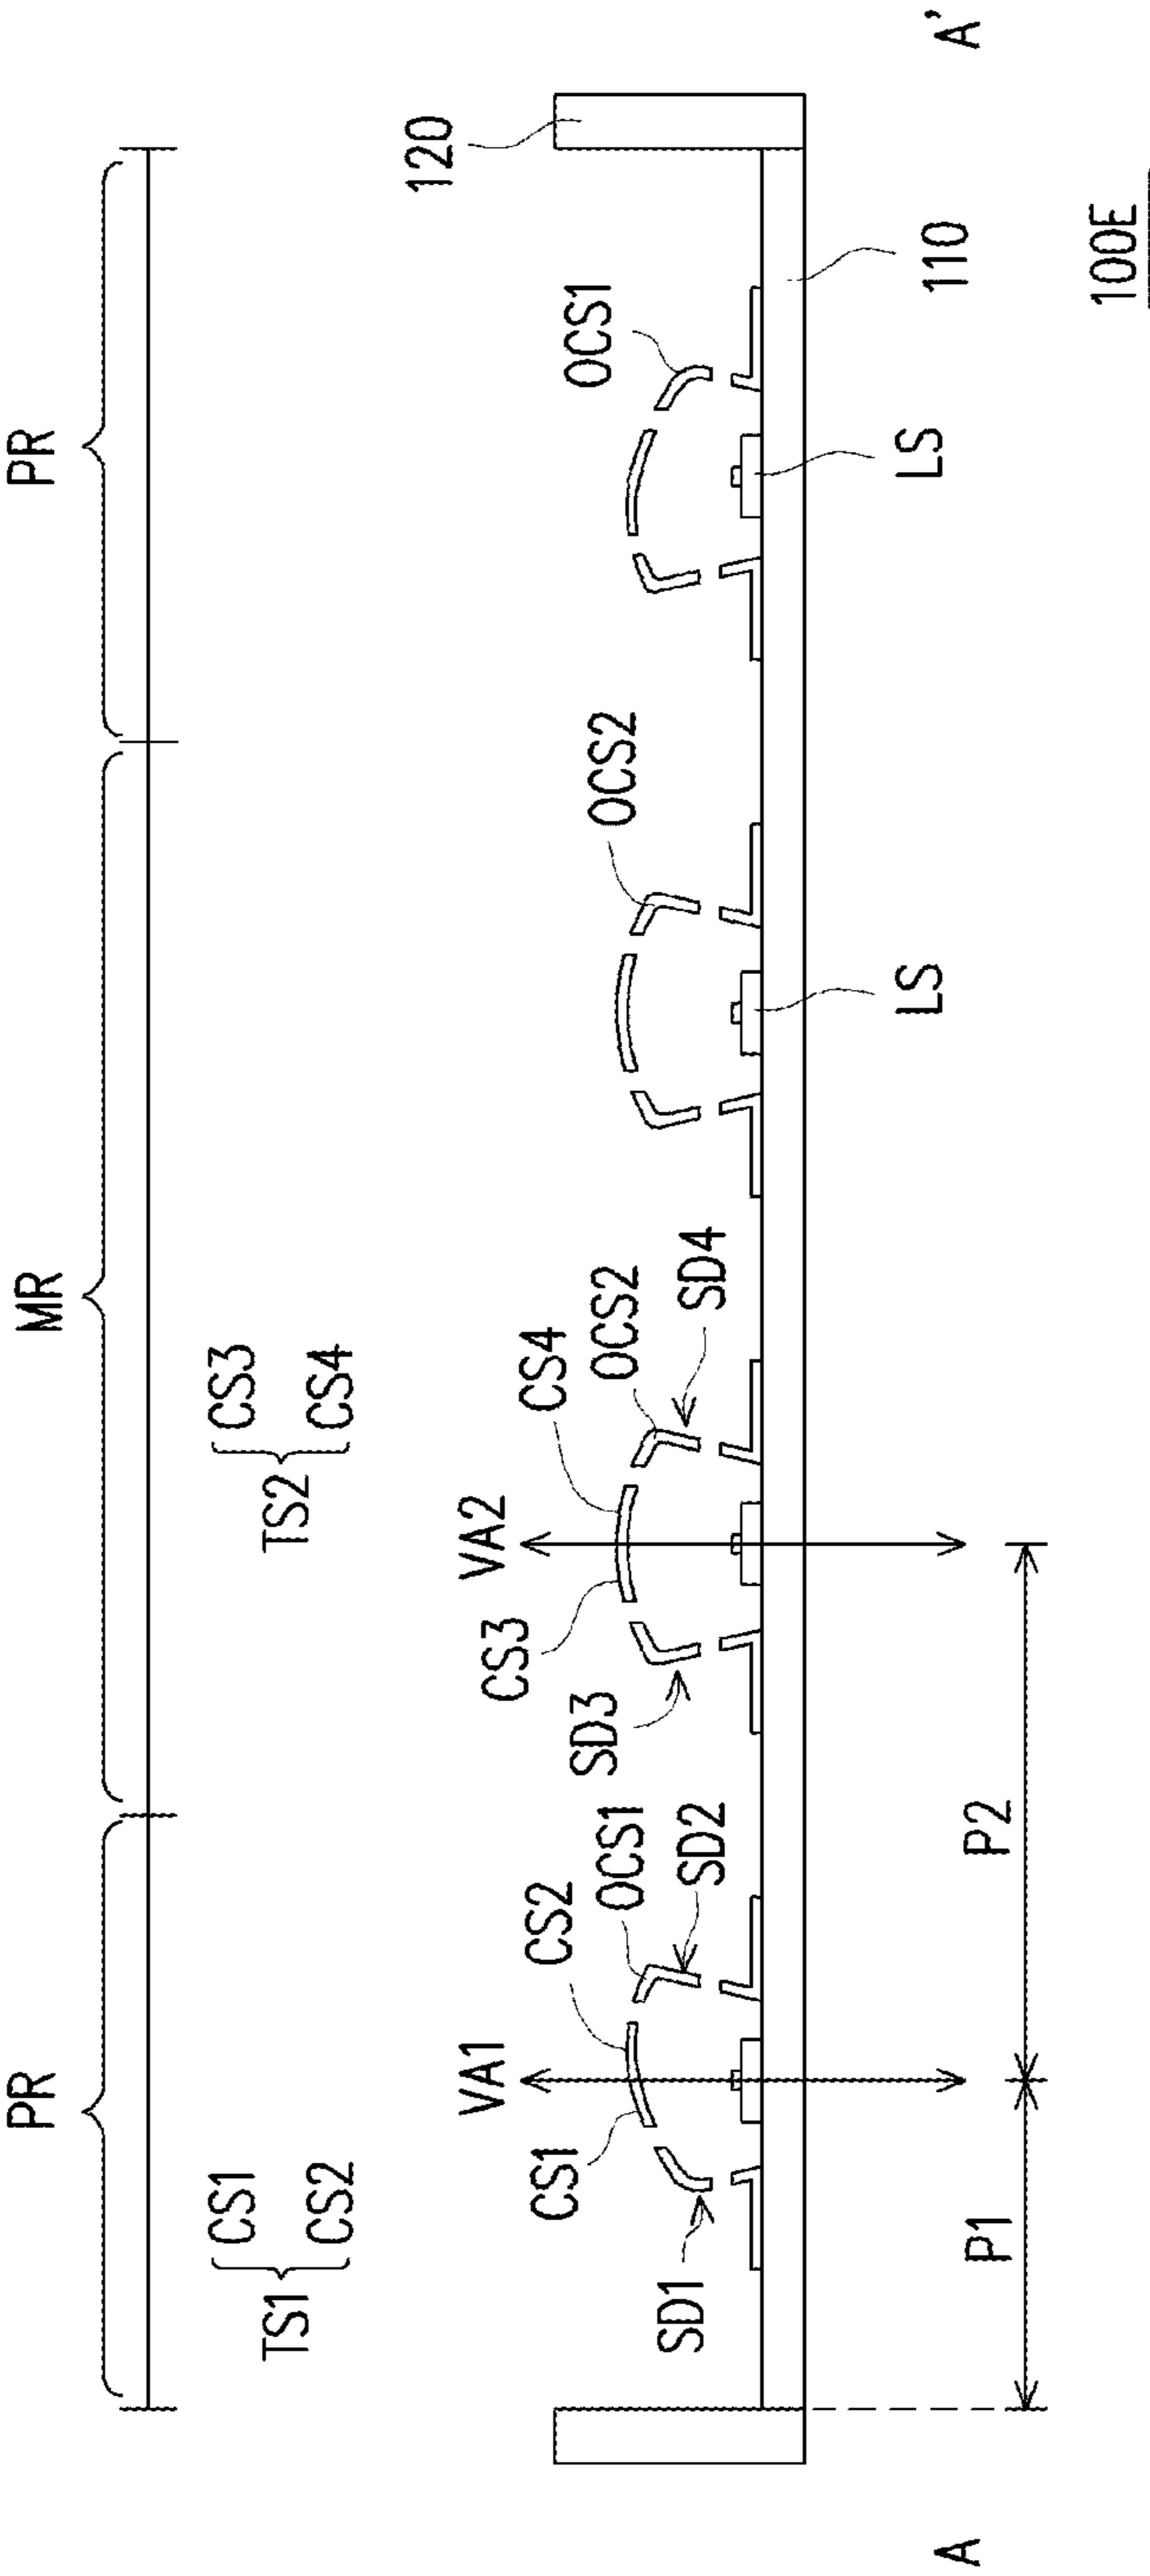 PR
MR
PR
TS1
CS1
CS2
TS2
CS3
CS4
120
VA1
VA2
CS1
CS2
OCS1
CS3
CS4
OCS2
OCS2
OCS1
SD1
SD2
SD3
SD4
LS
LS
110
A
P1
P2
A'
100E